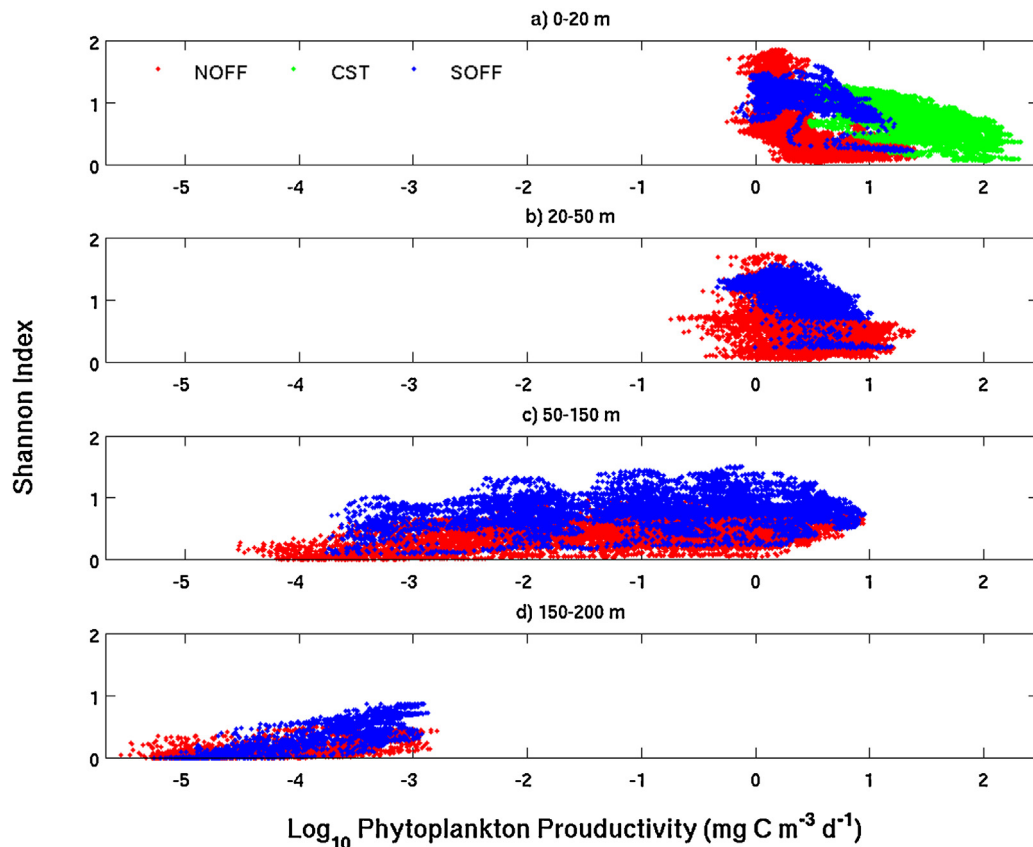 a) 0-20 m
2
NOFF CST SOFF
1
0
-5 -4 -3 -2 -1 0 1 2
b) 20-50 m
2
1
0
-5 -4 -3 -2 -1 0 1 2
Shannon Index
c) 50-150 m
2
1
0
-5 -4 -3 -2 -1 0 1 2
d) 150-200 m
2
1
0
-5 -4 -3 -2 -1 0 1 2
Log₁₀ Phytoplankton Prouductivity (mg C m⁻³ d⁻¹)